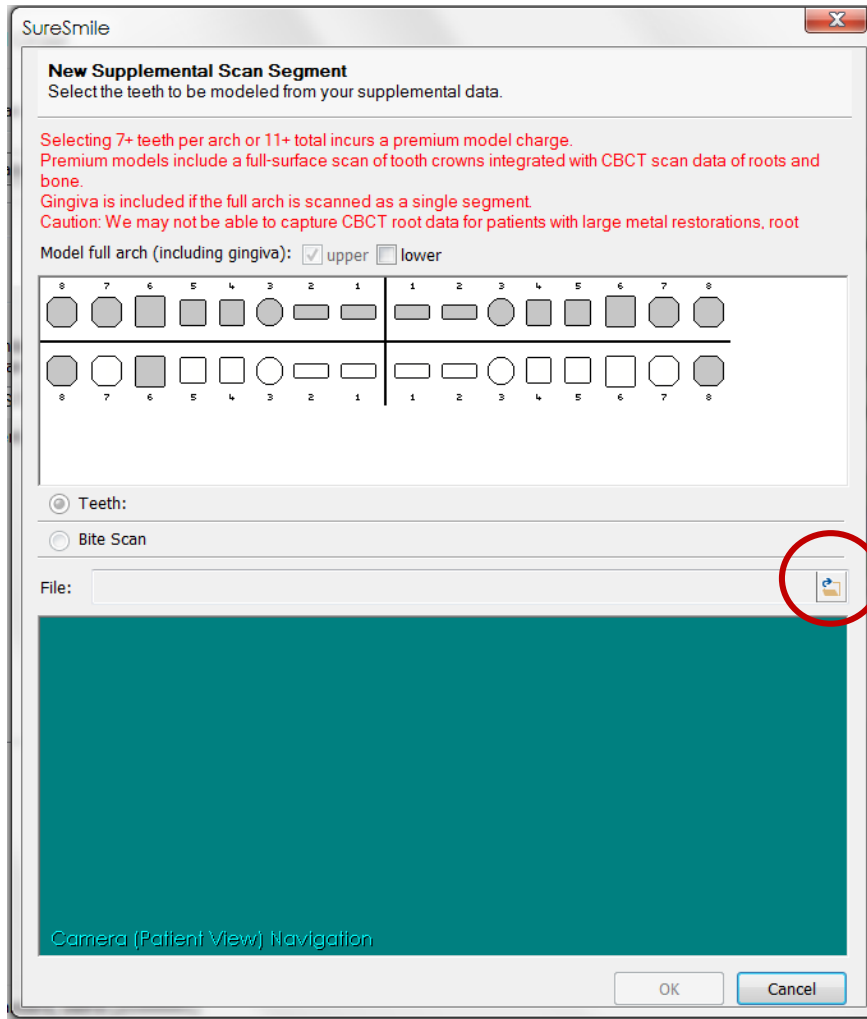 SureSmile
New Supplemental Scan Segment
Select the teeth to be modeled from your supplemental data.
Selecting 7+ teeth per arch or 11+ total incurs a premium model charge.
Premium models include a full-surface scan of tooth crowns integrated with CBCT scan data of roots and
bone.
Gingiva is included if the full arch is scanned as a single segment.
Caution: We may not be able to capture CBCT root data for patients with large metal restorations, root
Model full arch (including gingiva): upper lower
8 7 6 5 4 3 2 1 1 2 3 4 5 6 7 8
8 7 6 5 4 3 2 1 1 2 3 4 5 6 7 8
Teeth:
Bite Scan
File:
Camera (Patient View) Navigation
OK Cancel